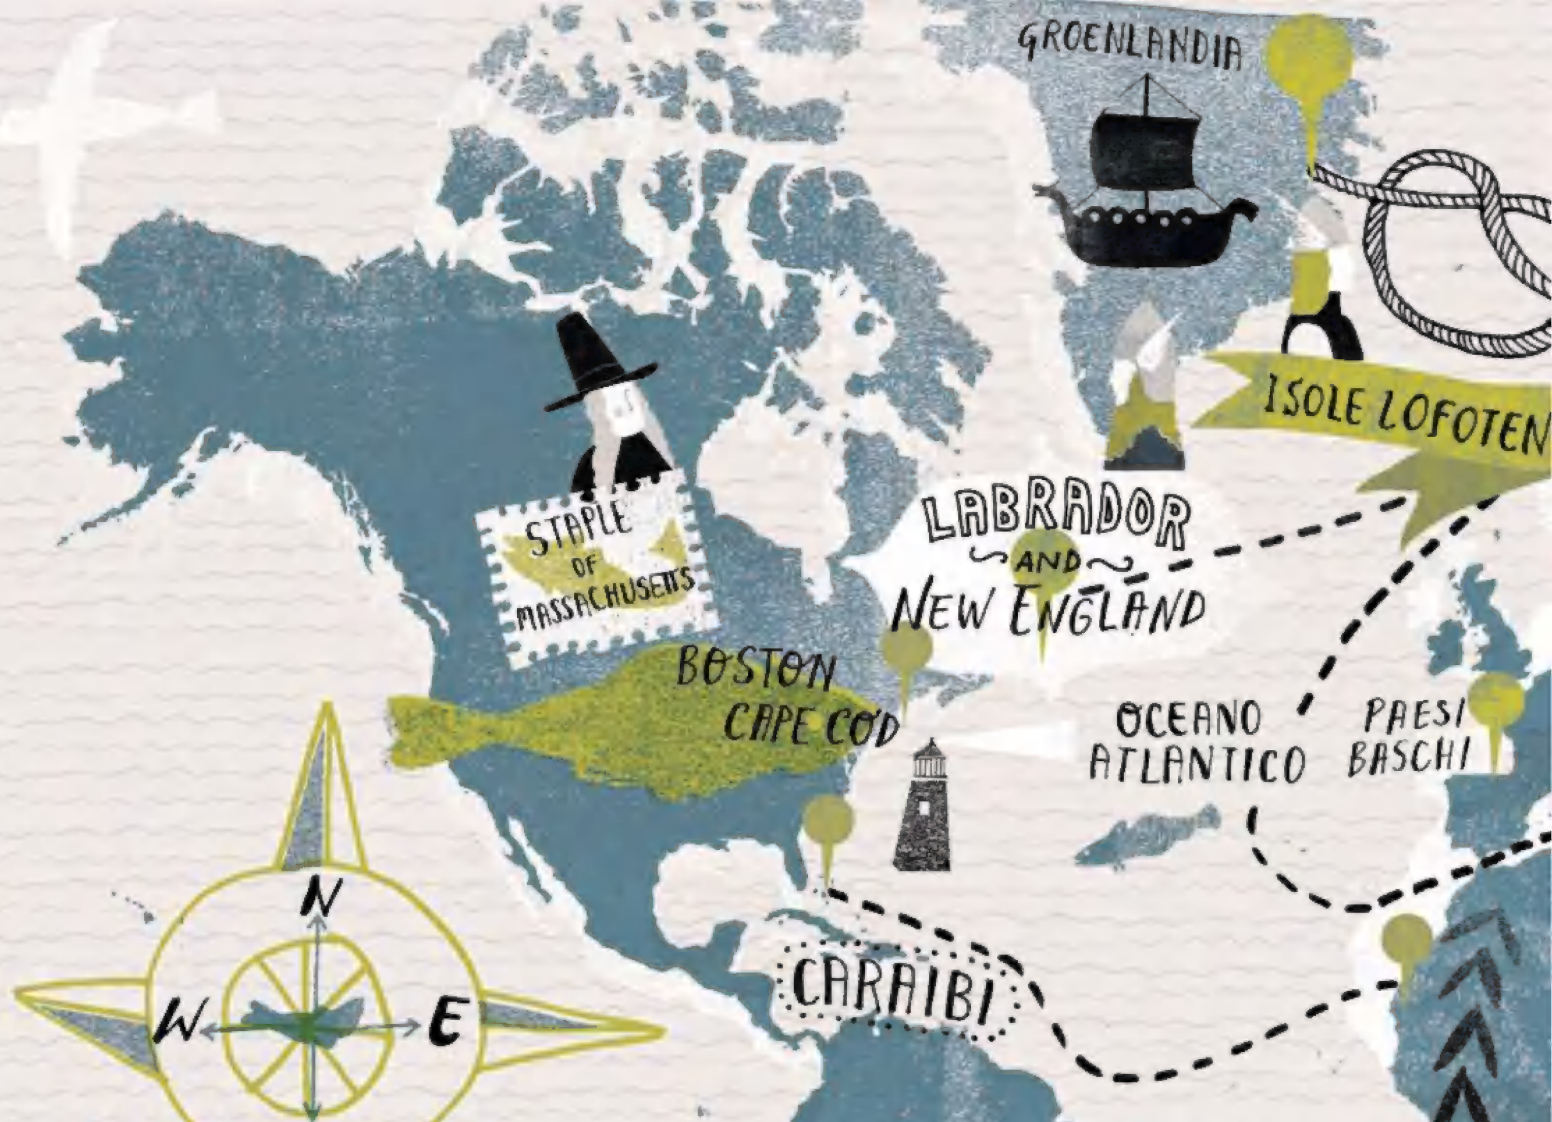 GROENLANDIA
ISOLE LOFOTEN
LABRADOR
AND
NEW ENGLAND
STAPLE
OF
MASSACHUSETTS
BOSTON
CAPE COD
OCEANO
ATLANTICO
PAESI
BASCHI
CARAIBI
N
W
E